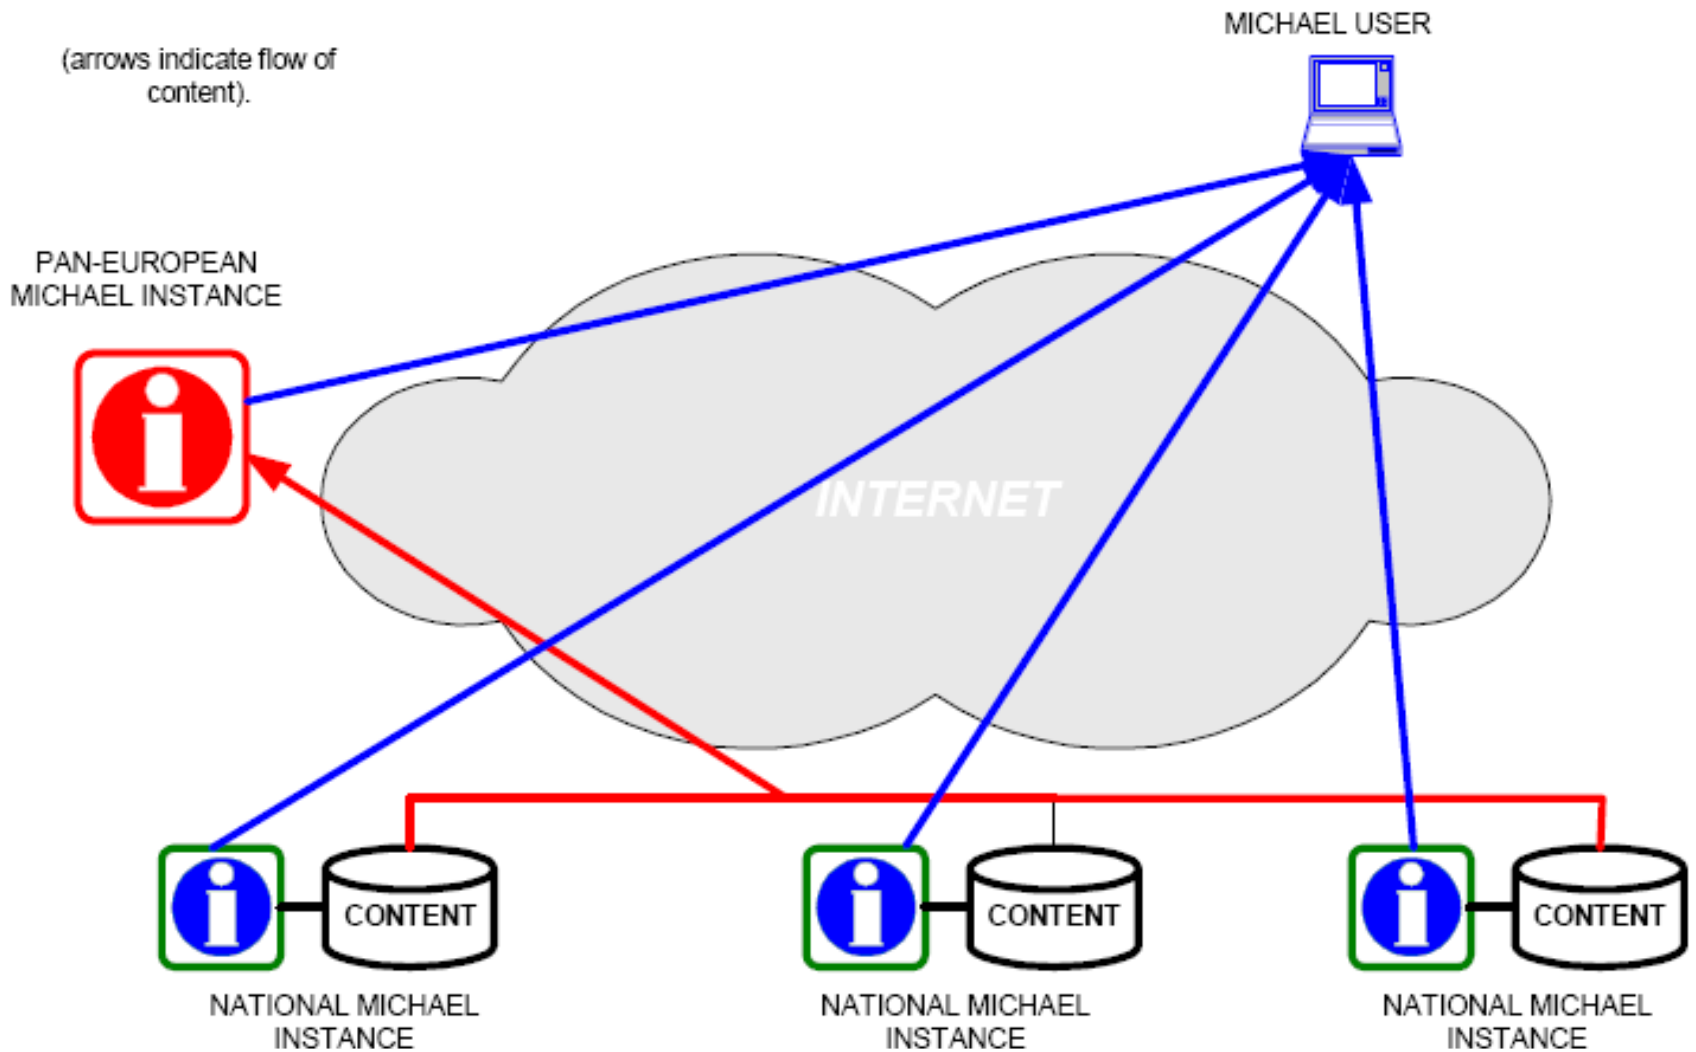 MICHAEL USER
(arrows indicate flow of
content).
PAN-EUROPEAN
MICHAEL INSTANCE
INTERNET
CONTENT
CONTENT
CONTENT
NATIONAL MICHAEL
INSTANCE
NATIONAL MICHAEL
INSTANCE
NATIONAL MICHAEL
INSTANCE